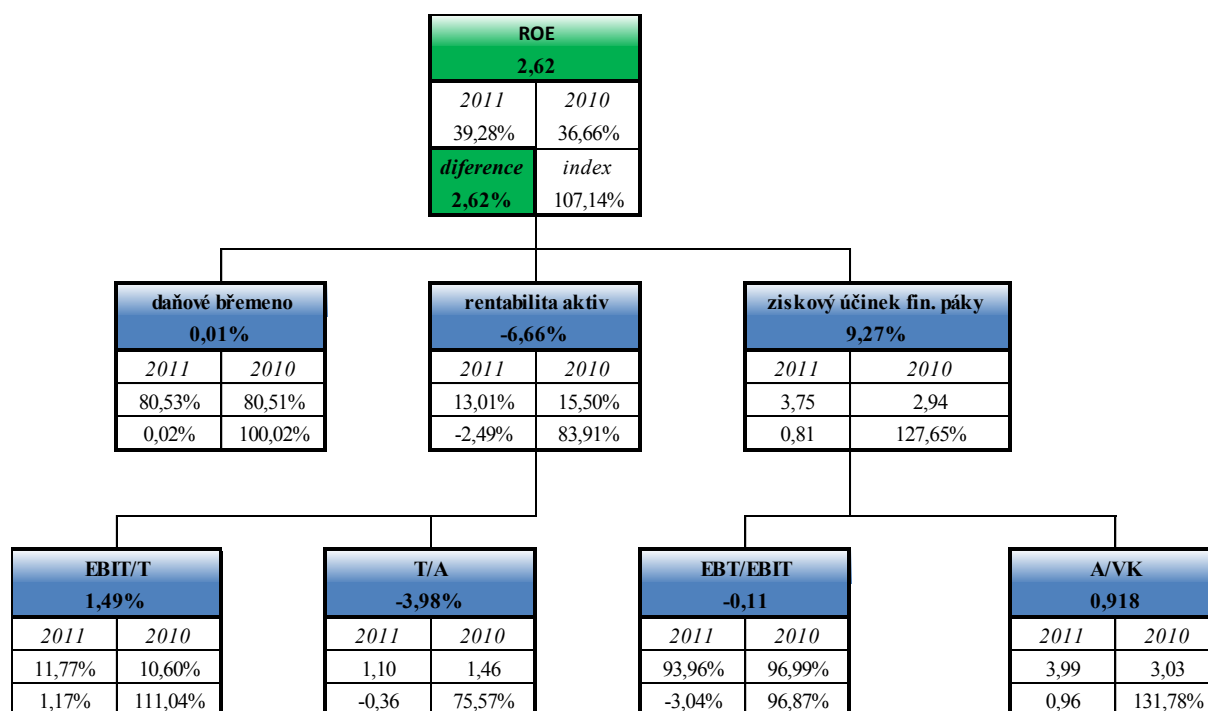 ROE
2,62
2011 2010
39,28% 36,66%
diference index
2,62% 107,14%
daňové břemeno rentabilita aktiv ziskový účinek fin. páky
0,01% -6,66% 9,27%
2011 2010 2011 2010 2011 2010
80,53% 80,51% 13,01% 15,50% 3,75 2,94
0,02% 100,02% -2,49% 83,91% 0,81 127,65%
EBIT/T T/A EBT/EBIT A/VK
1,49% -3,98% -0,11 0,918
2011 2010 2011 2010 2011 2010 2011 2010
11,77% 10,60% 1,10 1,46 93,96% 96,99% 3,99 3,03
1,17% 111,04% -0,36 75,57% -3,04% 96,87% 0,96 131,78%